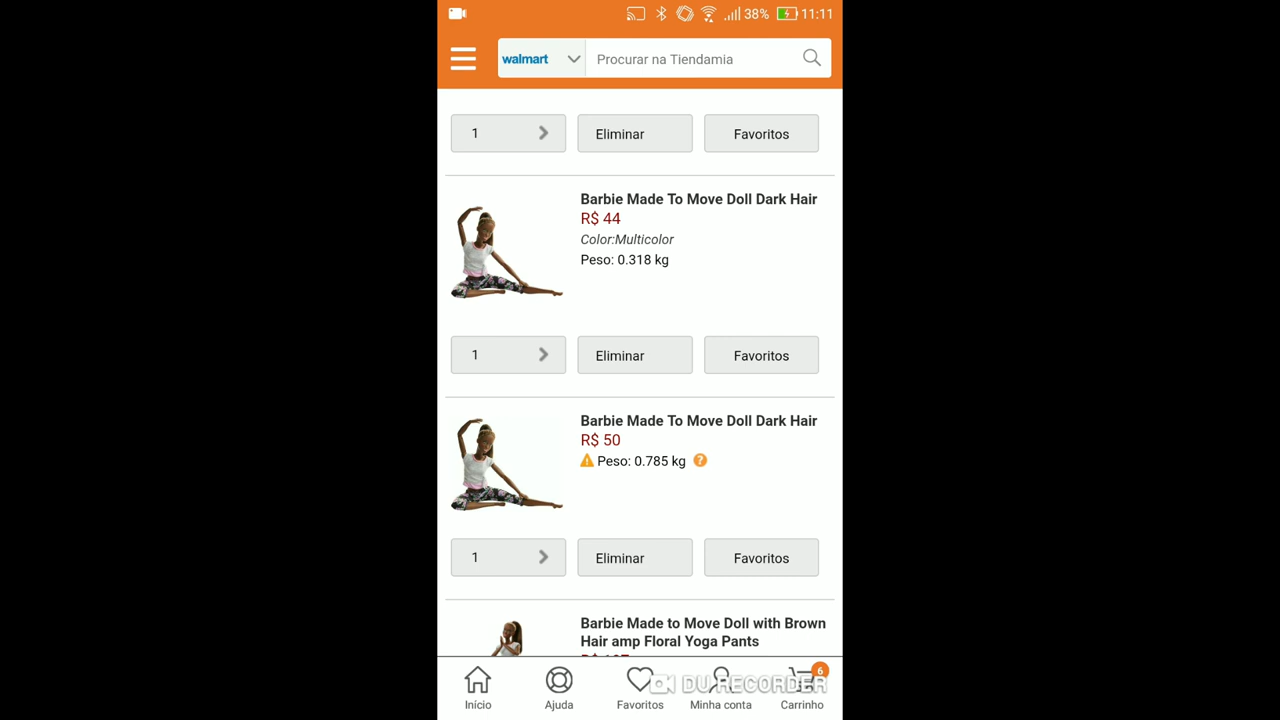 38% 11:11
walmart Procurar na Tiendamia
1 Eliminar Favoritos
Barbie Made To Move Doll Dark Hair
R$ 44
Color:Multicolor
Peso: 0.318 kg
1 Eliminar Favoritos
Barbie Made To Move Doll Dark Hair
R$ 50
Peso: 0.785 kg ?
1 Eliminar Favoritos
Barbie Made to Move Doll with Brown
Hair amp Floral Yoga Pants
6
DU RECORDER
Início Ajuda Favoritos Minha conta Carrinho